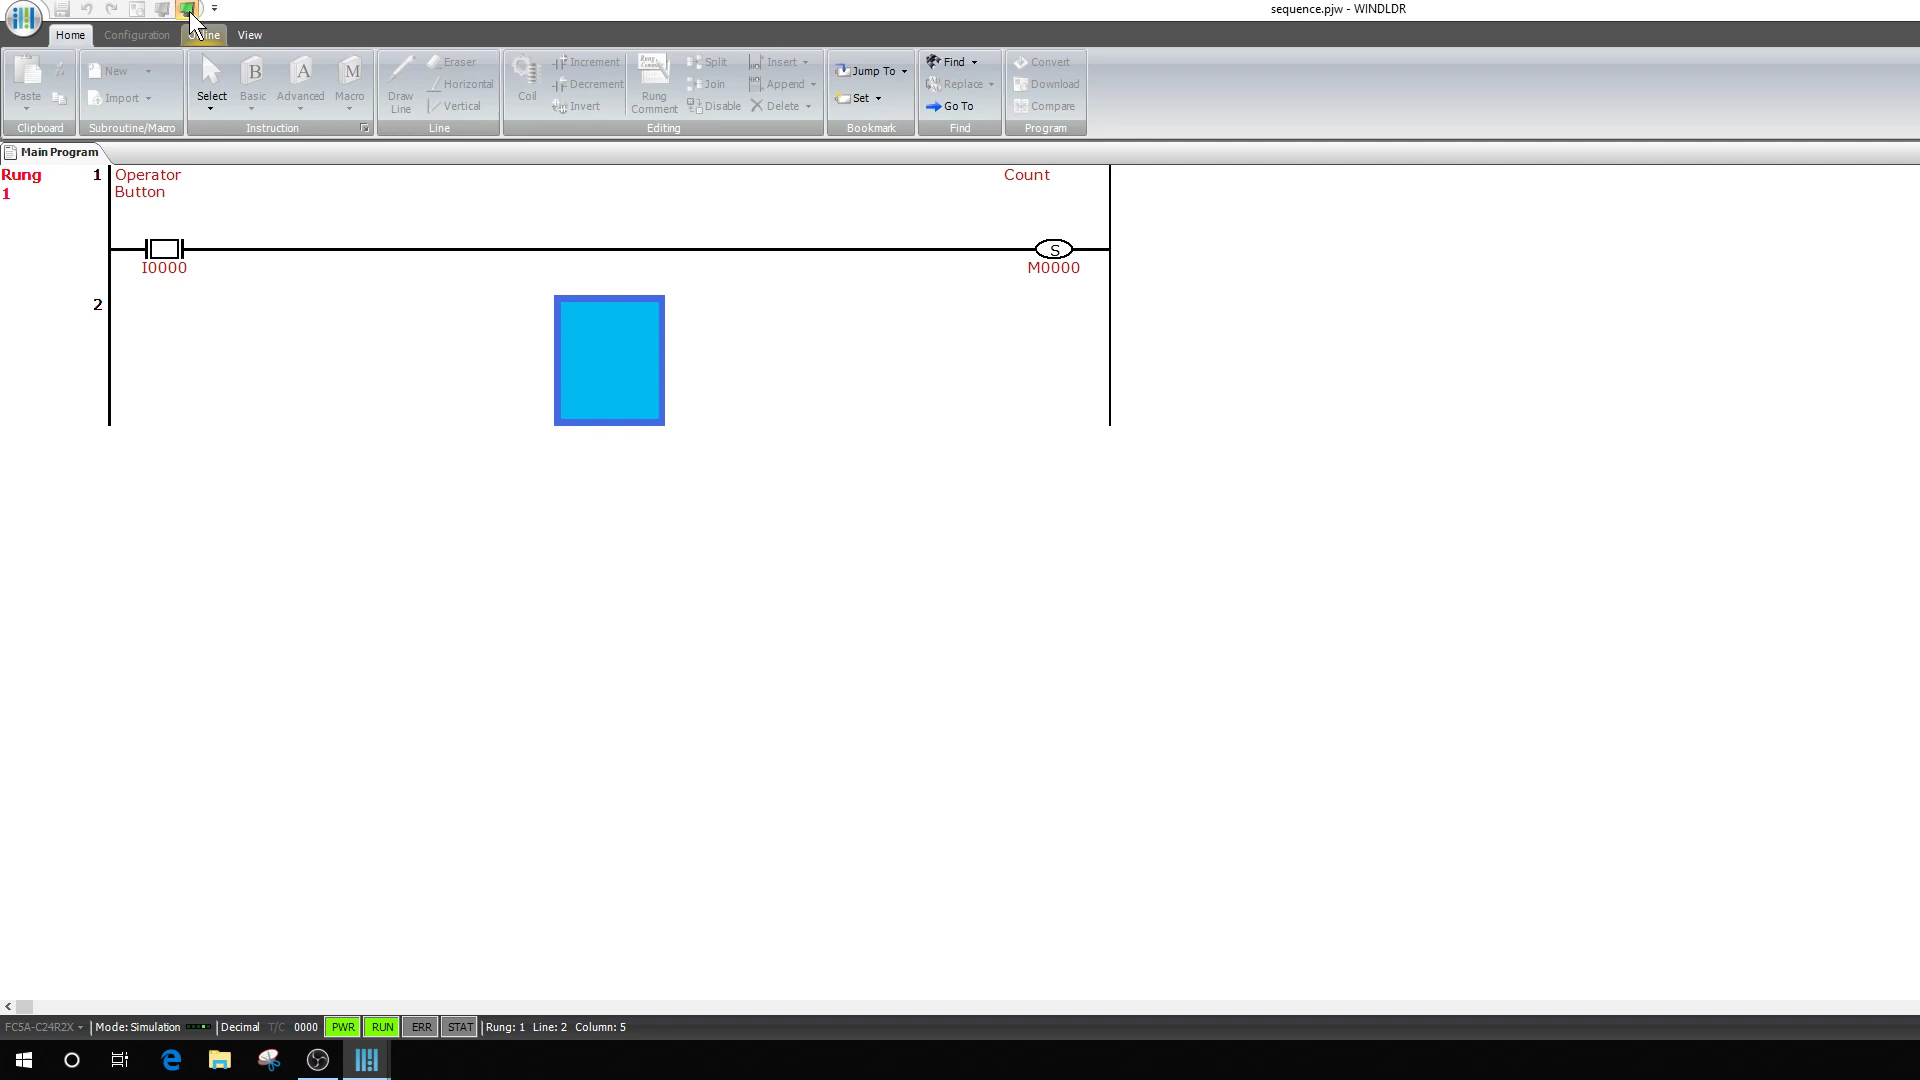 sequence.pjw - WINDLDR
Home Configuration Online View
Paste
Clipboard
New
Import
Subroutine/Macro
Select Basic Advanced Macro
B A M
Instruction
Draw Line
Eraser
Horizontal
Vertical
Line
Coil
Increment
Decrement
Invert
Rung Comment
Split
Join
Disable
Insert
Append
Delete
Editing
Jump To
Set
Bookmark
Find
Replace
Go To
Find
Convert
Download
Compare
Program
Main Program
Rung 1
1
Operator Button
Count
S
I0000
M0000
2
FC5A-C24R2X Mode: Simulation Decimal T/C 0000 PWR RUN ERR STAT Rung: 1 Line: 2 Column: 5